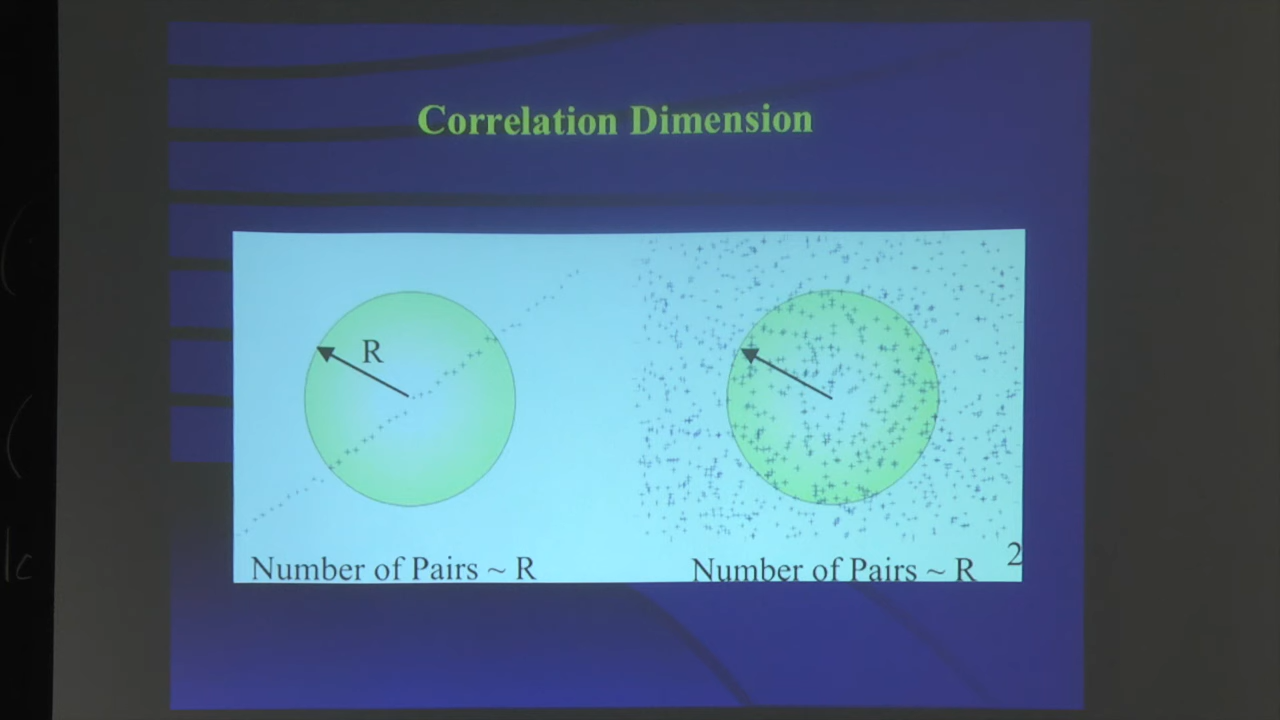 Correlation Dimension
R
Number of Pairs ~ R
Number of Pairs ~ R 2